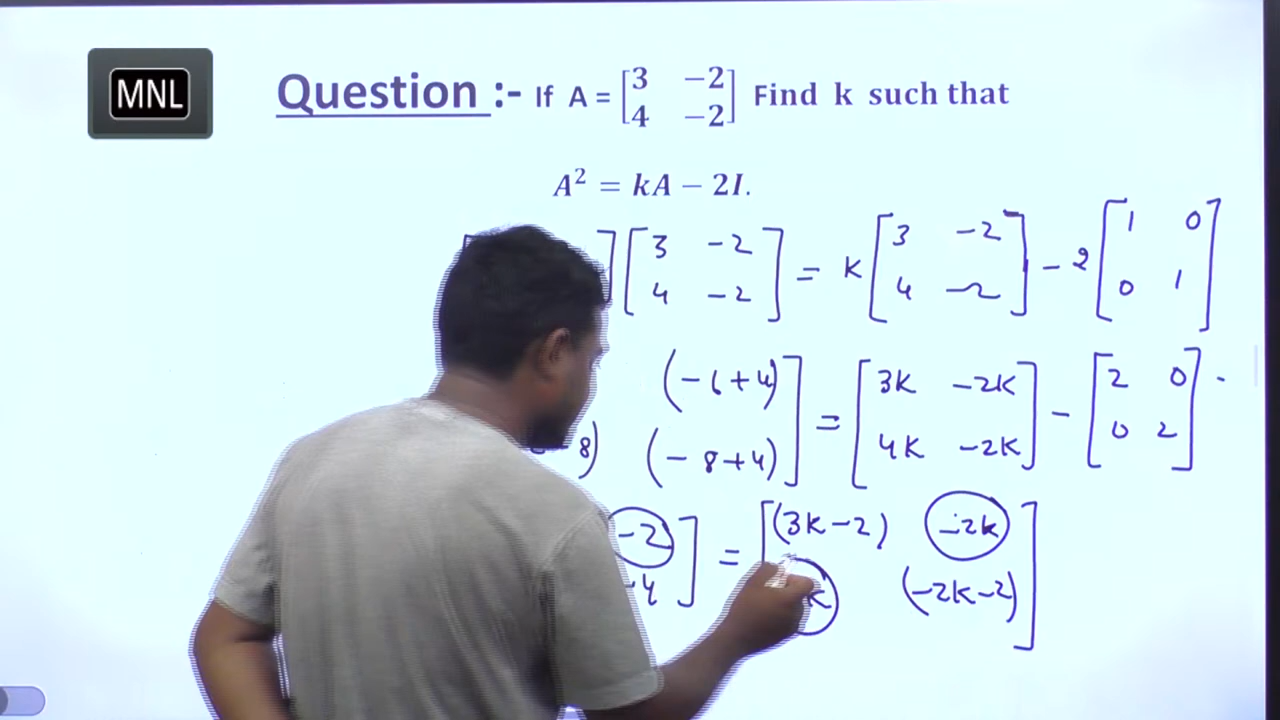 MNL
Question :- If A = [3 −2] Find k such that
[4 −2]
A² = kA − 2I.
] [3 -2] = K [3 -2] - 2 [1 0]
[4 -2] [4 -2] [0 1]
(-6+4)] = [3K -2K] - [2 0] .
8) (-8+4)] [4K -2K] [0 2]
-2] = [(3K-2) -2K]
4] K (-2K-2)]